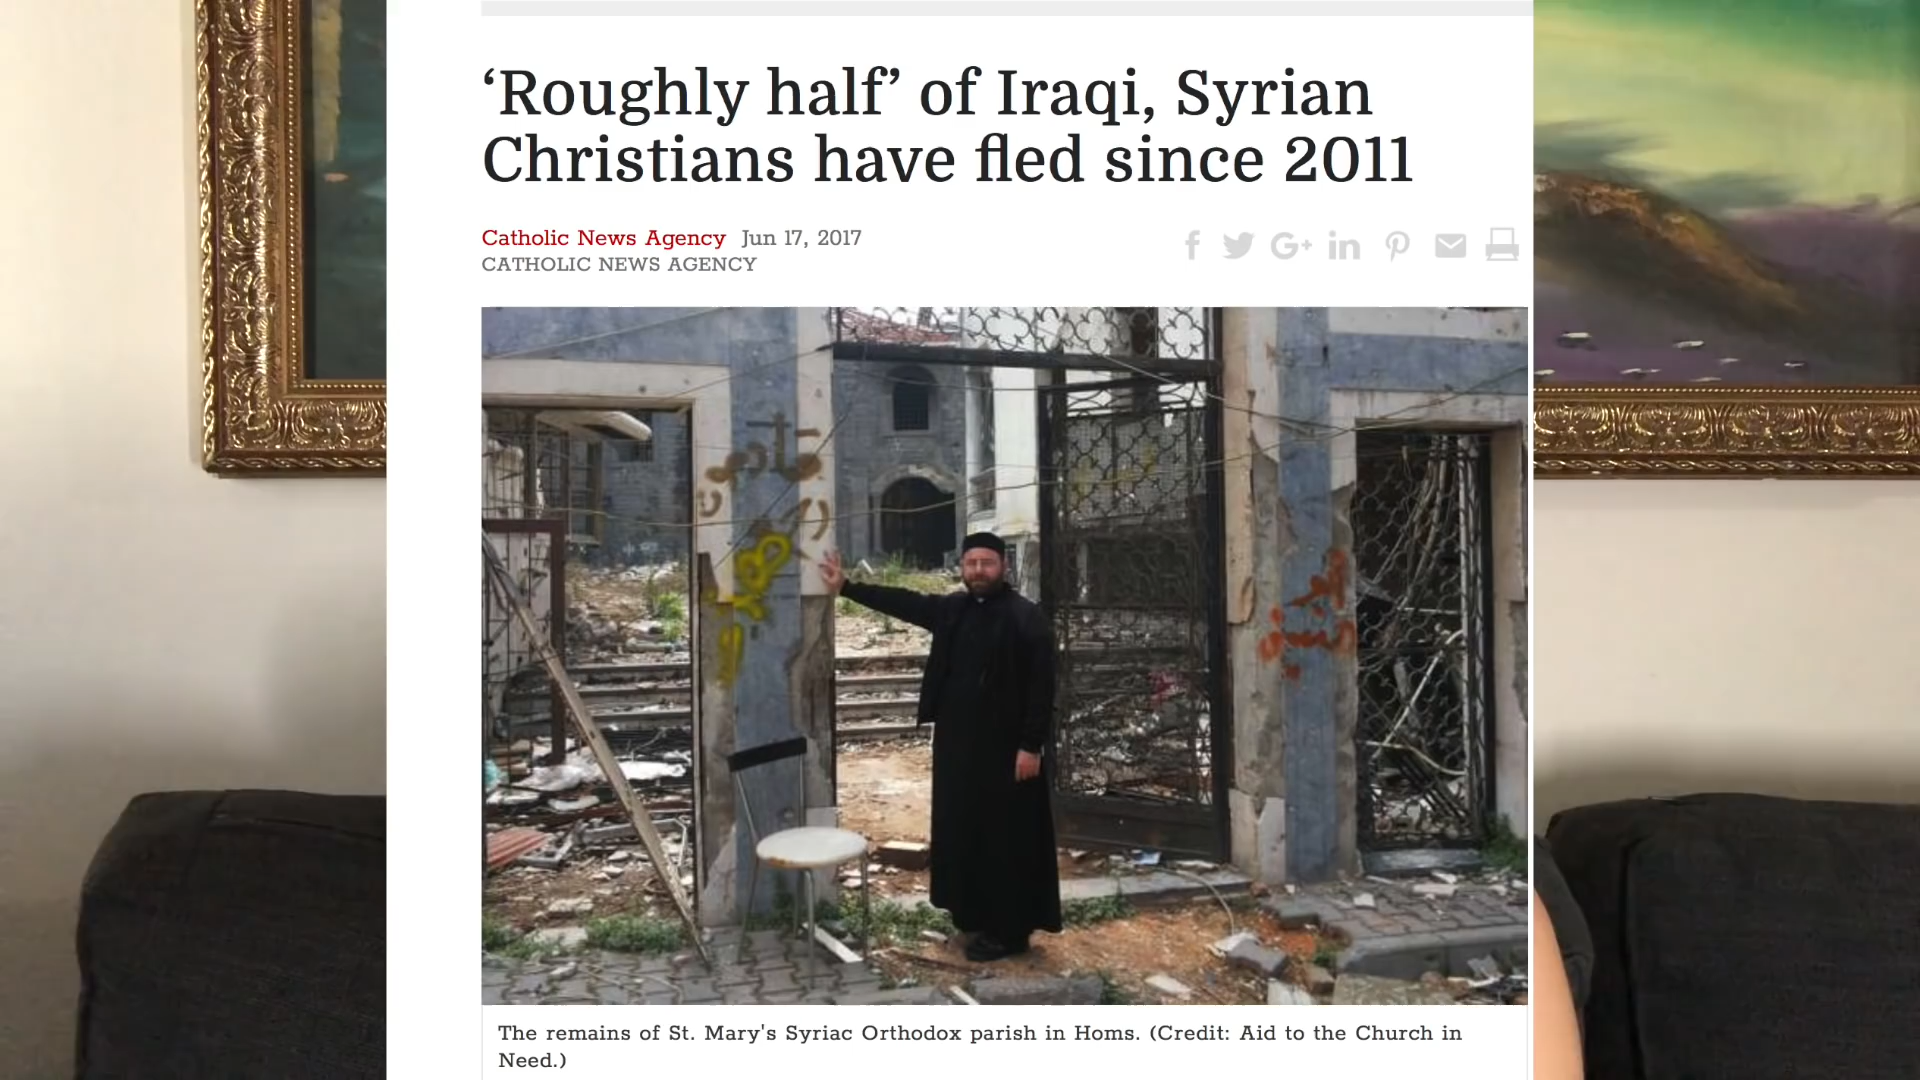 ‘Roughly half’ of Iraqi, Syrian
Christians have fled since 2011
Catholic News Agency Jun 17, 2017
CATHOLIC NEWS AGENCY
The remains of St. Mary's Syriac Orthodox parish in Homs. (Credit: Aid to the Church in
Need.)